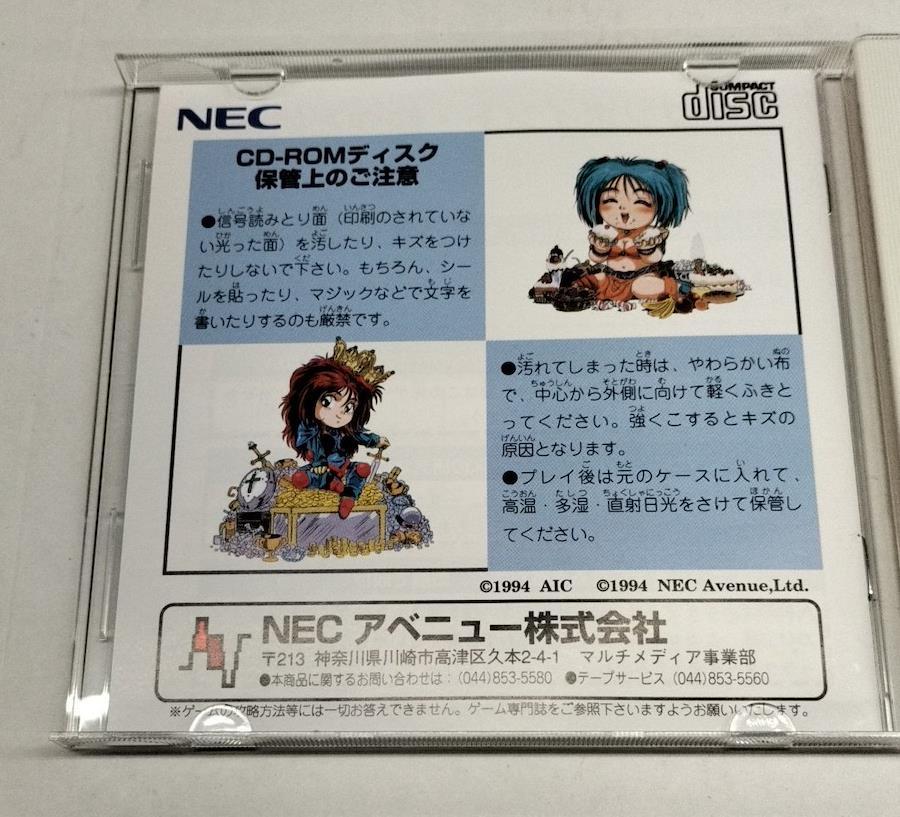 NEC
COMPACT disc
CD-ROMディスク
保管上のご注意
●信号読みとり面（印刷のされていな
い光った面）を汚したり、キズをつけ
たりしないで下さい。もちろん、シー
ルを貼ったり、マジックなどで文字を
書いたりするのも厳禁です。
●汚れてしまった時は、やわらかい布
で、中心から外側に向けて軽くふきと
ってください。強くこするとキズの
原因となります。
●プレイ後は元のケースに入れて、
高温・多湿・直射日光をさけて保管し
てください。
©1994 AIC ©1994 NEC Avenue,Ltd.
NEC アベニュー株式会社
〒213 神奈川県川崎市高津区久本2-4-1 マルチメディア事業部
●本商品に関するお問い合わせは：(044)853-5580 ●テープサービス (044)853-5560
※ゲームの攻略方法等には一切お答えできません。ゲーム専門誌をご参照下さいますようお願いいたします。